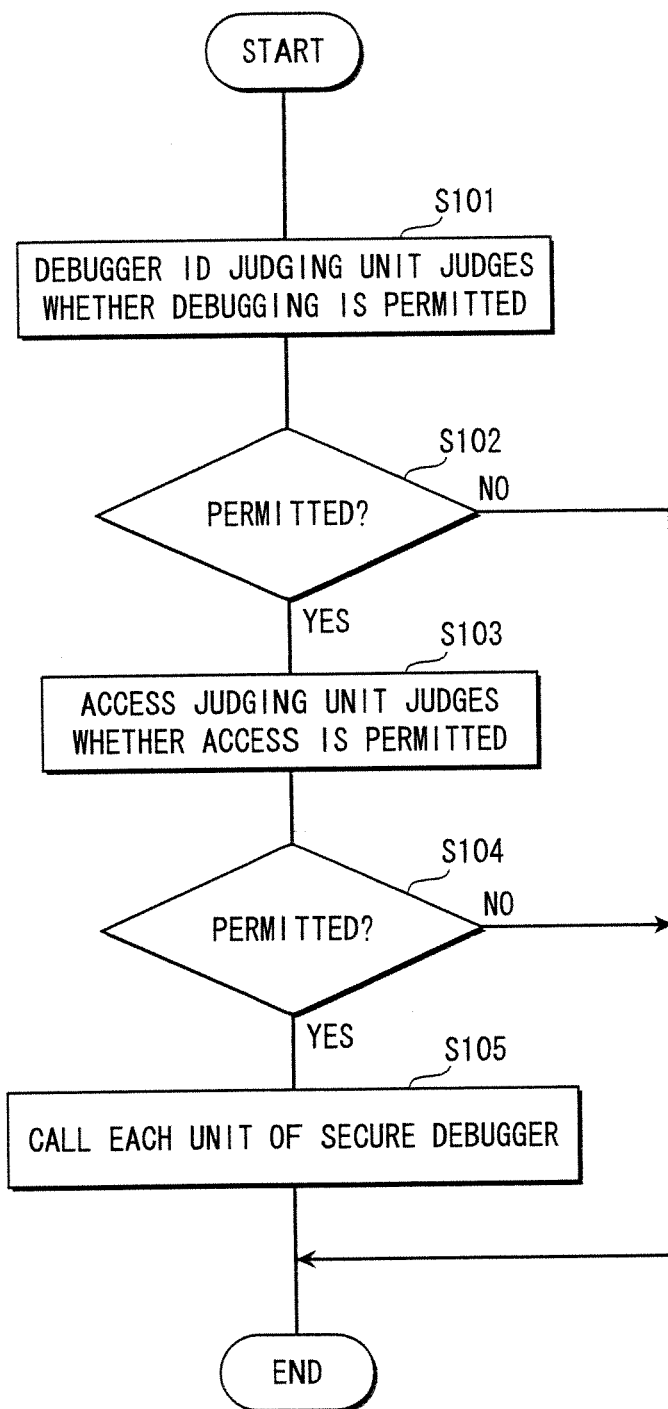 START
S101
DEBUGGER ID JUDGING UNIT JUDGES
WHETHER DEBUGGING IS PERMITTED
S102
PERMITTED?
NO
YES
S103
ACCESS JUDGING UNIT JUDGES
WHETHER ACCESS IS PERMITTED
S104
PERMITTED?
NO
YES
S105
CALL EACH UNIT OF SECURE DEBUGGER
END